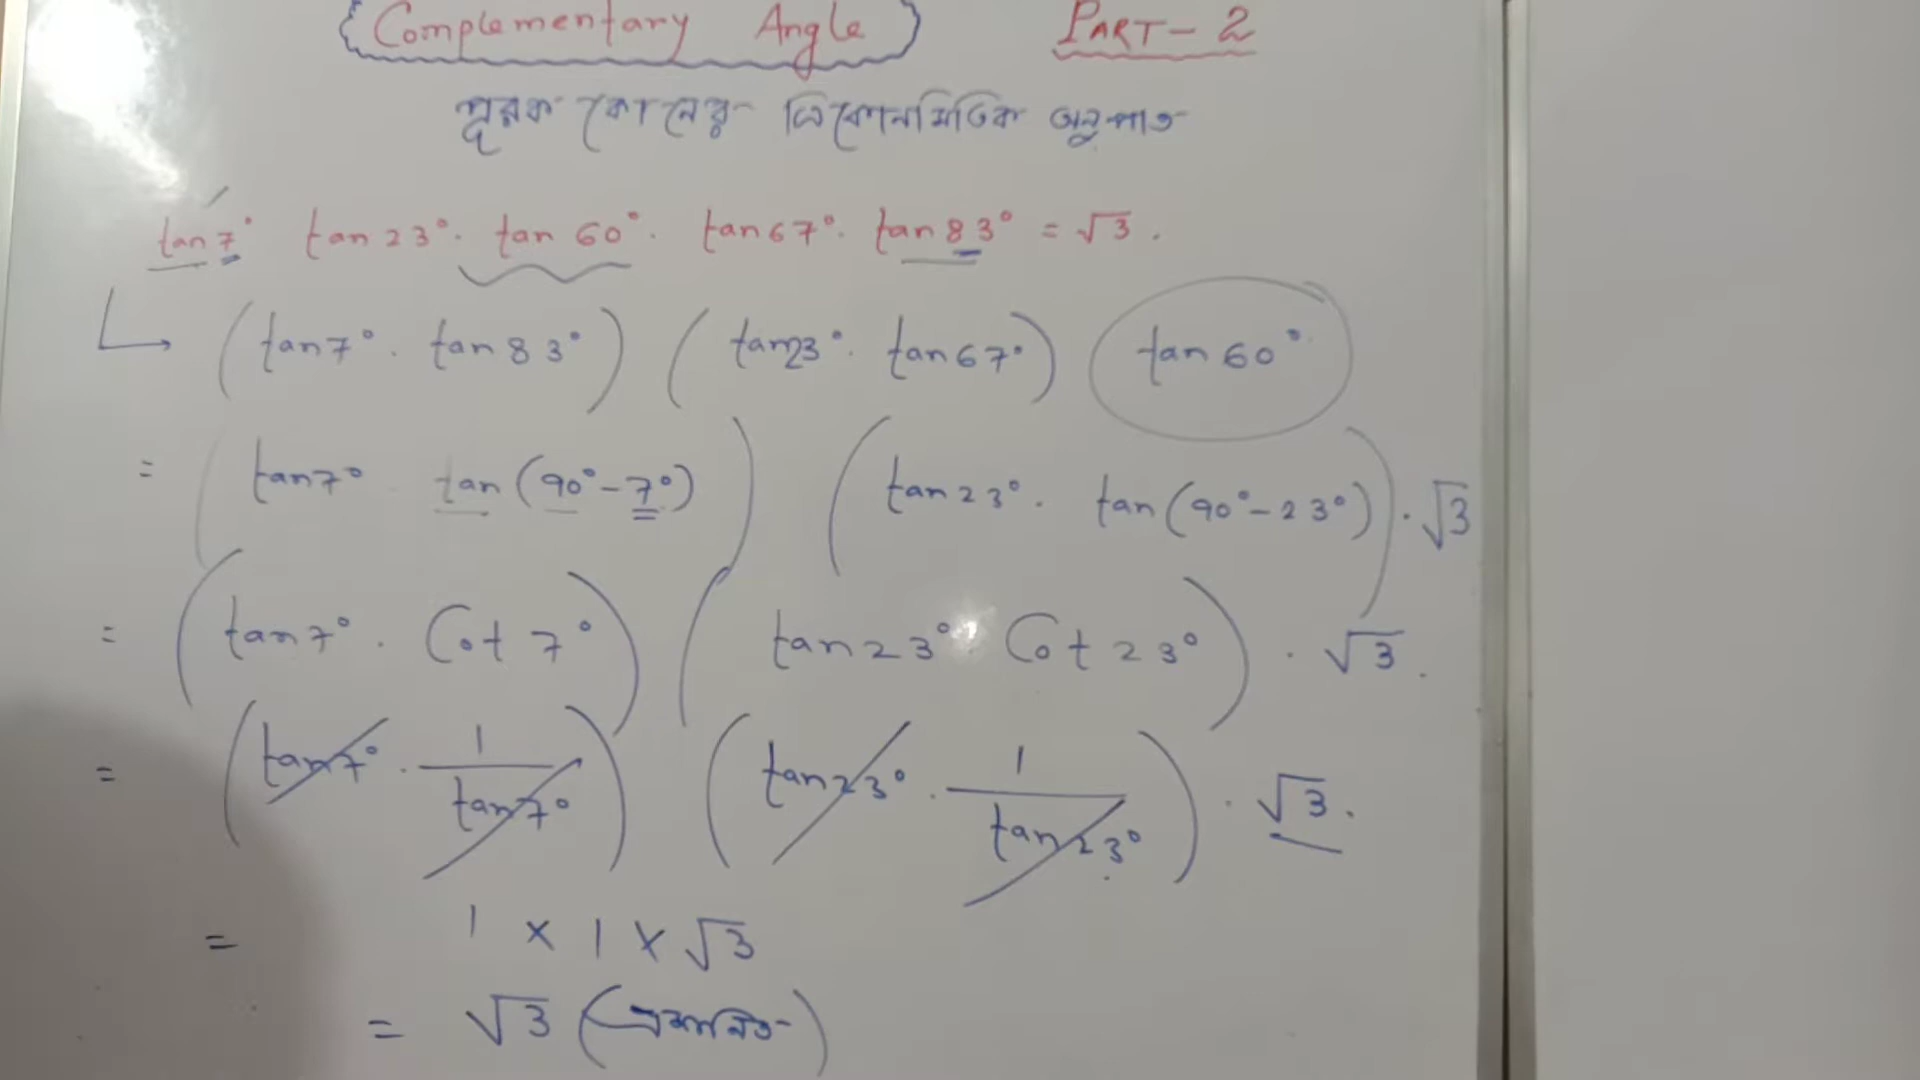 Complementary Angle PART-2
পূরক কোনের ত্রিকোনমিতিক অনুপাত
tan 7° tan 23°. tan 60°. tan 67°. tan 83° = √3.
(tan 7°. tan 83°) (tan 23°. tan 67°) (tan 60°
= (tan 7° tan (90°-7°)) (tan 23°. tan (90°-23°)).√3
= (tan 7°. Cot 7°) (tan 23° Cot 23°). √3.
= (tan 7°. 1/tan 7°) (tan 23°. 1/tan 23°). √3.
= 1 x 1 x √3
= √3 (প্রমানিত)